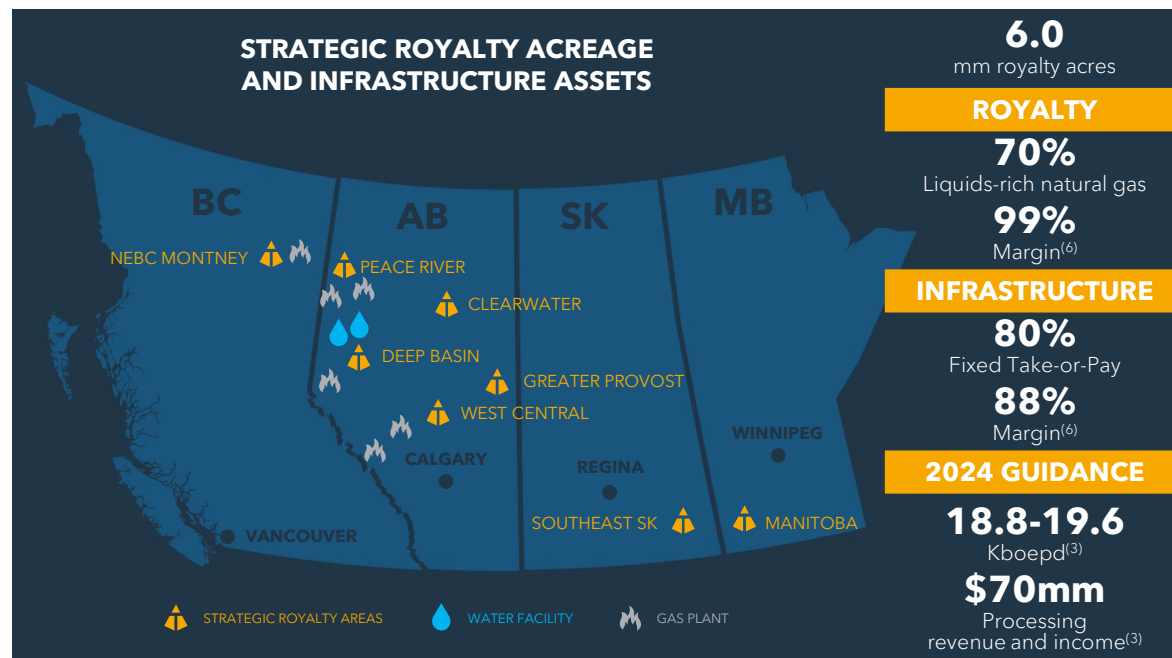 STRATEGIC ROYALTY ACREAGE
AND INFRASTRUCTURE ASSETS
BC
AB
SK
MB
NEBC MONTNEY
PEACE RIVER
CLEARWATER
DEEP BASIN
GREATER PROVOST
WEST CENTRAL
CALGARY
REGINA
WINNIPEG
SOUTHEAST SK
MANITOBA
VANCOUVER
STRATEGIC ROYALTY AREAS
WATER FACILITY
GAS PLANT
6.0
mm royalty acres
ROYALTY
70%
Liquids-rich natural gas
99%
Margin(6)
INFRASTRUCTURE
80%
Fixed Take-or-Pay
88%
Margin(6)
2024 GUIDANCE
18.8-19.6
Kboepd(3)
$70mm
Processing
revenue and income(3)